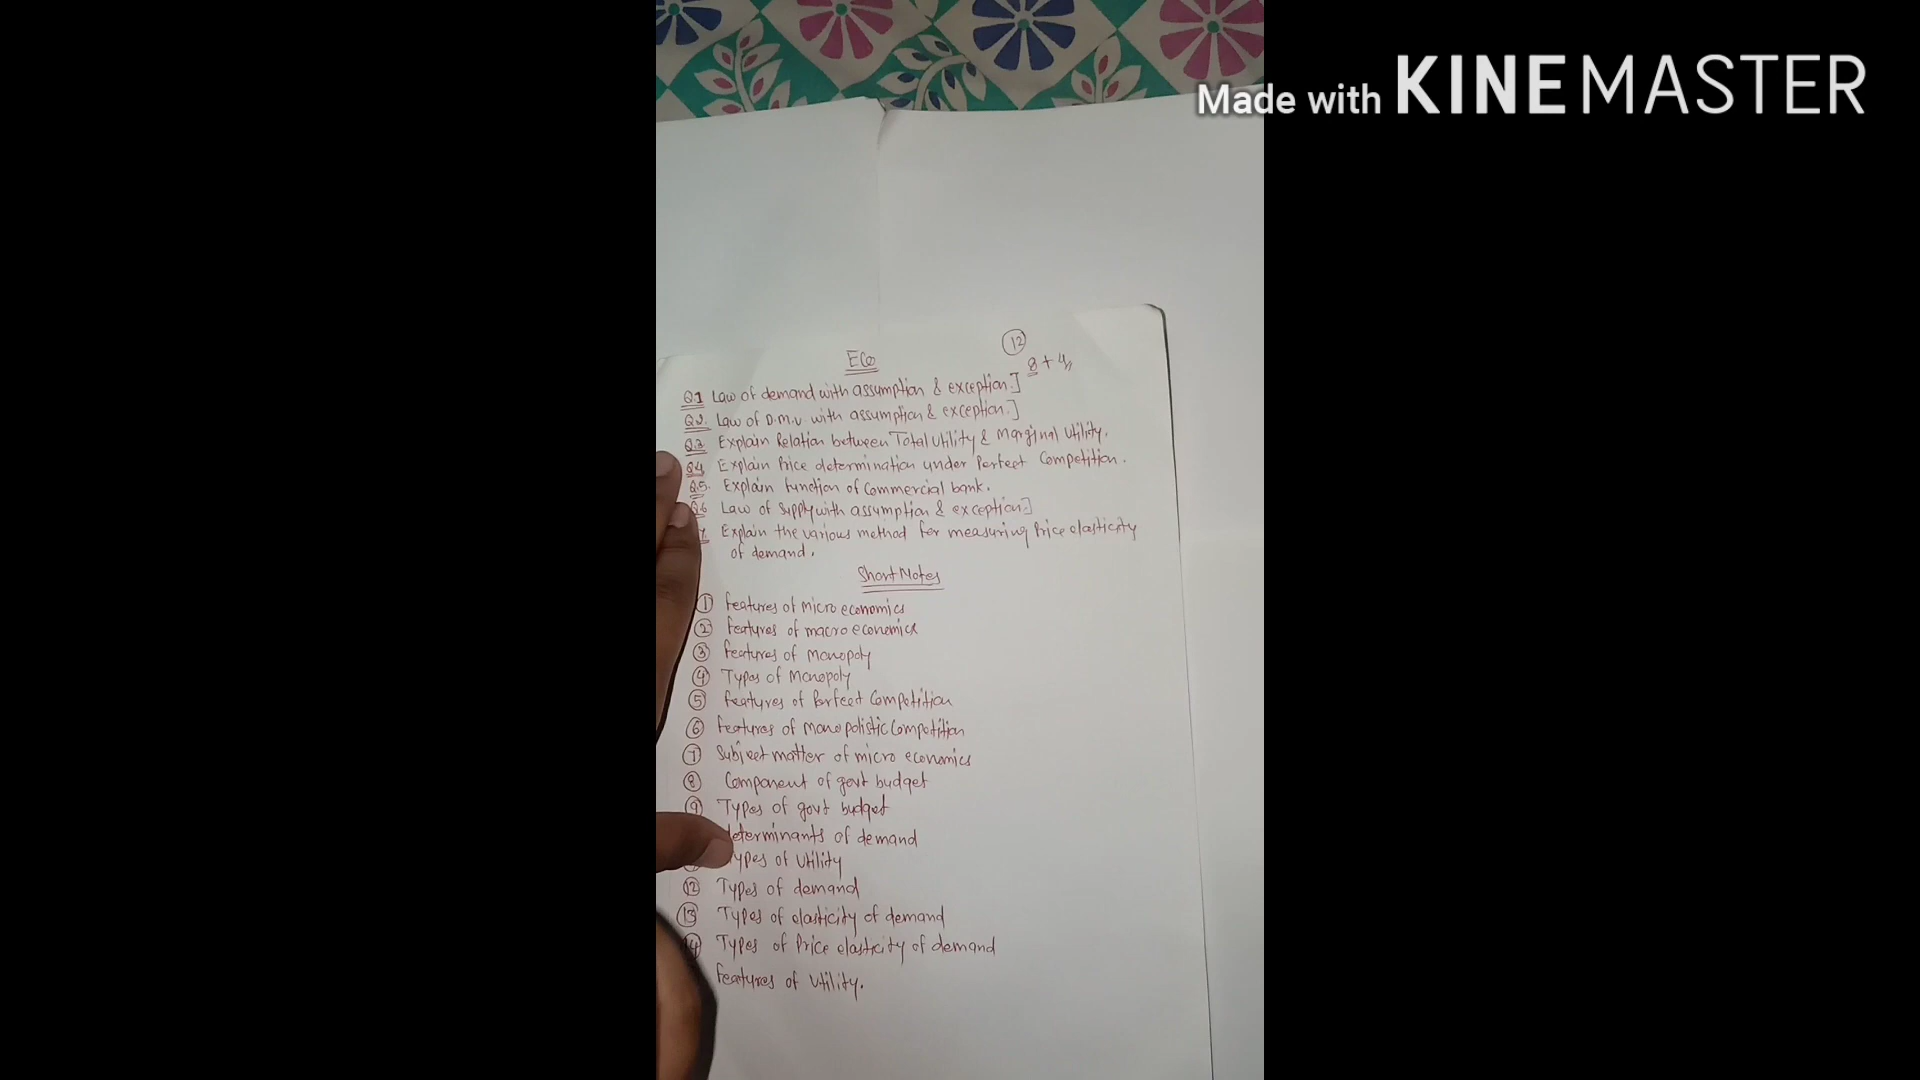 Made with KINEMASTER
Eco
12
8 + 4
Q.1 Law of demand with assumption & exception.]
Q2. Law of D.M.U. with assumption & exception.]
Q.3 Explain Relation between Total Utility & Marginal Utility.
Q4 Explain Price determination under Perfect Competition.
Q.5. Explain function of Commercial bank.
Q6 Law of Supply with assumption & exception]
7. Explain the various method for measuring Price elasticity
of demand.
Short Notes
1 features of micro economics
2 features of macro economics
3 features of Monopoly
4 Types of Monopoly
5 features of Perfect Competition
6 features of Monopolistic Competition
7 Subject matter of micro economics
8 Component of govt budget
9 Types of govt budget
determinants of demand
Types of Utility
12 Types of demand
13 Types of elasticity of demand
14 Types of Price elasticity of demand
features of Utility.